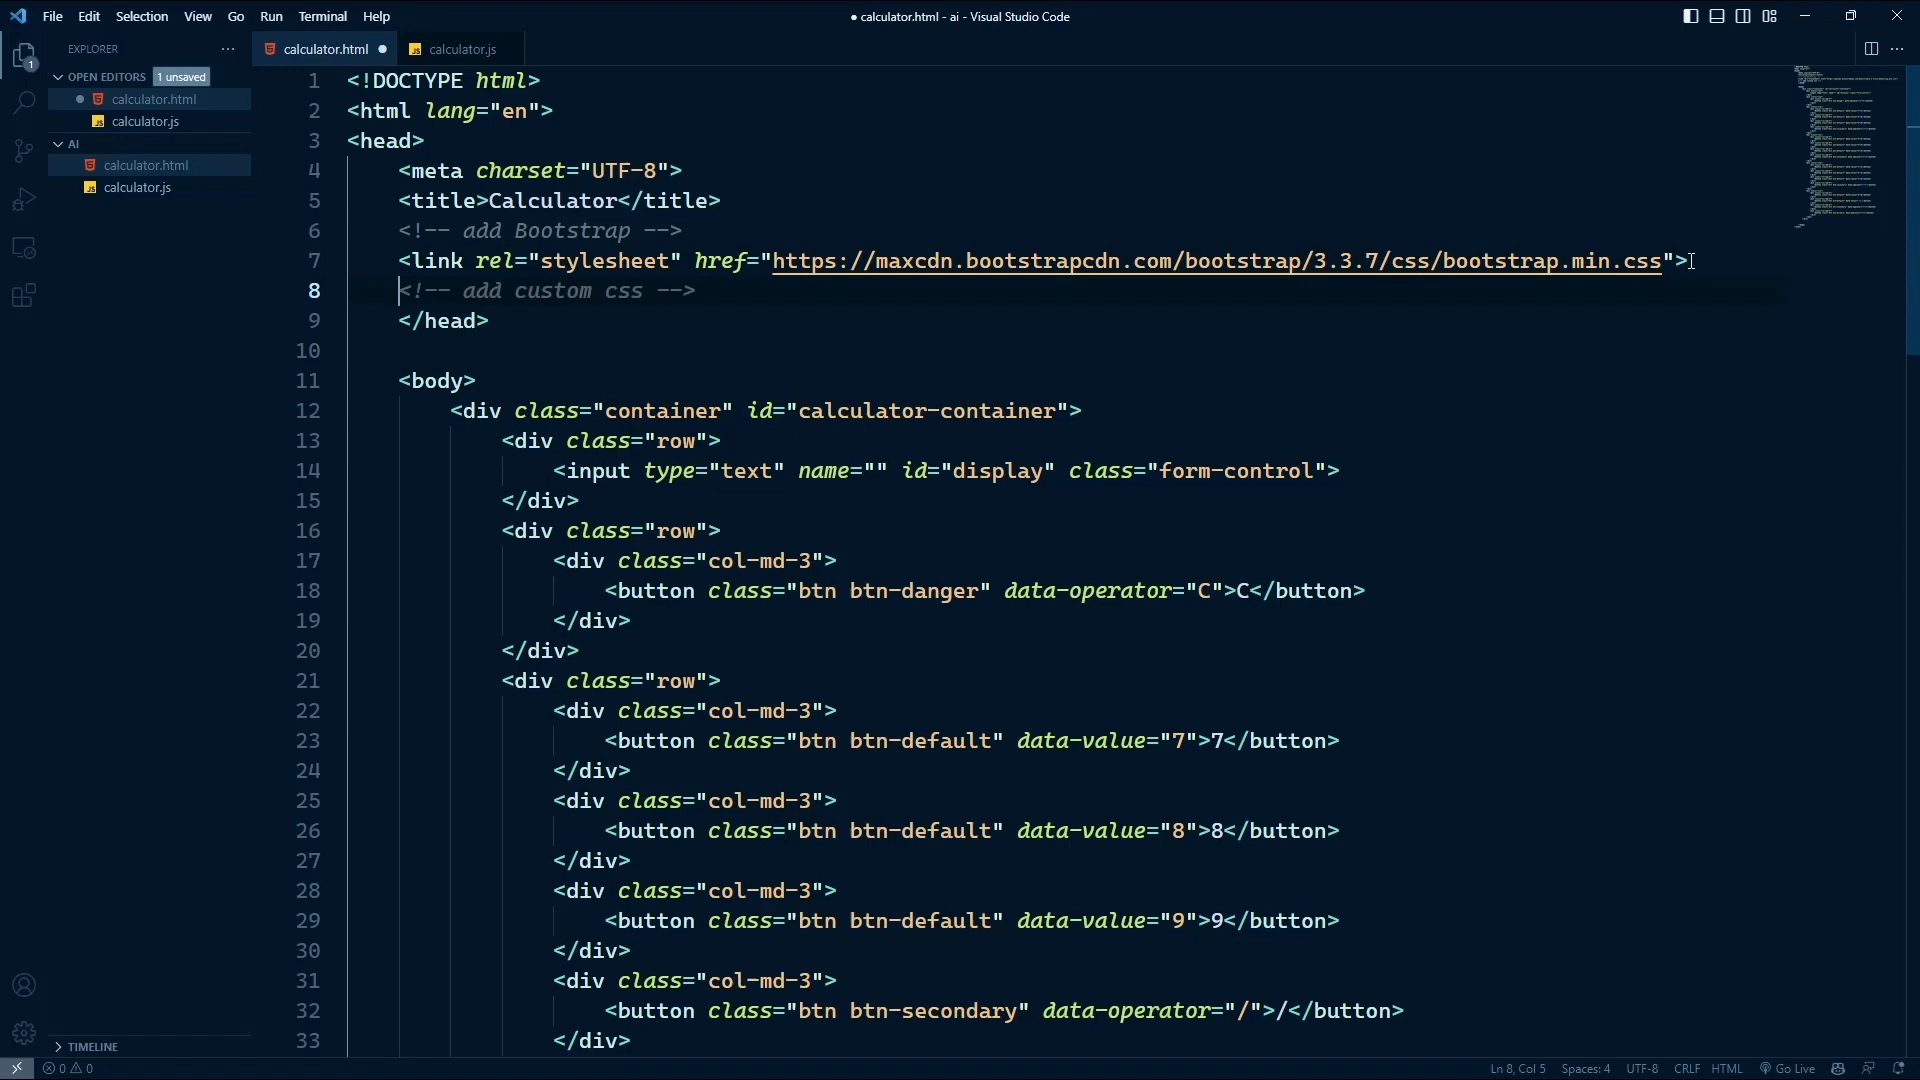 File Edit Selection View Go Run Terminal Help
● calculator.html - ai - Visual Studio Code
EXPLORER
OPEN EDITORS 1 unsaved
calculator.html
calculator.js
AI
calculator.html
calculator.js
TIMELINE
1
calculator.html
calculator.js
1 <!DOCTYPE html>
2 <html lang="en">
3 <head>
4 <meta charset="UTF-8">
5 <title>Calculator</title>
6 <!-- add Bootstrap -->
7 <link rel="stylesheet" href="https://maxcdn.bootstrapcdn.com/bootstrap/3.3.7/css/bootstrap.min.css">
8 <!-- add custom css -->
9 </head>
10
11 <body>
12 <div class="container" id="calculator-container">
13 <div class="row">
14 <input type="text" name="" id="display" class="form-control">
15 </div>
16 <div class="row">
17 <div class="col-md-3">
18 <button class="btn btn-danger" data-operator="C">C</button>
19 </div>
20 </div>
21 <div class="row">
22 <div class="col-md-3">
23 <button class="btn btn-default" data-value="7">7</button>
24 </div>
25 <div class="col-md-3">
26 <button class="btn btn-default" data-value="8">8</button>
27 </div>
28 <div class="col-md-3">
29 <button class="btn btn-default" data-value="9">9</button>
30 </div>
31 <div class="col-md-3">
32 <button class="btn btn-secondary" data-operator="/">/</button>
33 </div>
0 0
Ln 8, Col 5 Spaces: 4 UTF-8 CRLF HTML Go Live